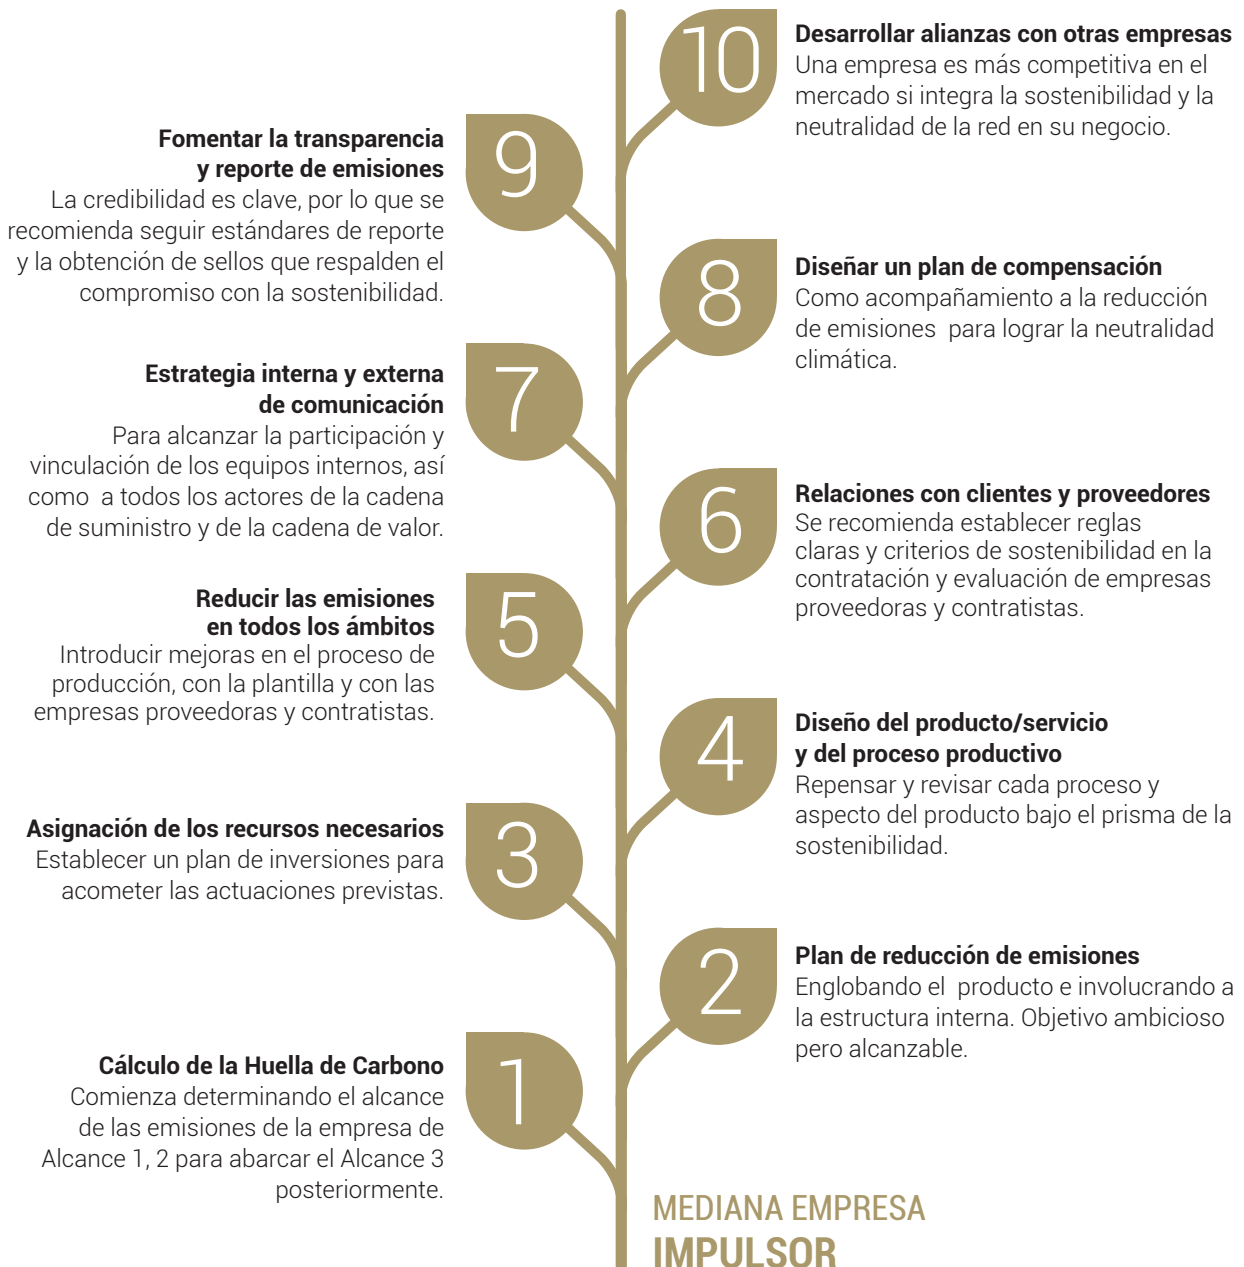 10
Desarrollar alianzas con otras empresas
Una empresa es más competitiva en el
mercado si integra la sostenibilidad y la
neutralidad de la red en su negocio.
9
Fomentar la transparencia
y reporte de emisiones
La credibilidad es clave, por lo que se
recomienda seguir estándares de reporte
y la obtención de sellos que respalden el
compromiso con la sostenibilidad.
8
Diseñar un plan de compensación
Como acompañamiento a la reducción
de emisiones para lograr la neutralidad
climática.
7
Estrategia interna y externa
de comunicación
Para alcanzar la participación y
vinculación de los equipos internos, así
como a todos los actores de la cadena
de suministro y de la cadena de valor.
6
Relaciones con clientes y proveedores
Se recomienda establecer reglas
claras y criterios de sostenibilidad en la
contratación y evaluación de empresas
proveedoras y contratistas.
5
Reducir las emisiones
en todos los ámbitos
Introducir mejoras en el proceso de
producción, con la plantilla y con las
empresas proveedoras y contratistas.
4
Diseño del producto/servicio
y del proceso productivo
Repensar y revisar cada proceso y
aspecto del producto bajo el prisma de la
sostenibilidad.
3
Asignación de los recursos necesarios
Establecer un plan de inversiones para
acometer las actuaciones previstas.
2
Plan de reducción de emisiones
Englobando el producto e involucrando a
la estructura interna. Objetivo ambicioso
pero alcanzable.
1
Cálculo de la Huella de Carbono
Comienza determinando el alcance
de las emisiones de la empresa de
Alcance 1, 2 para abarcar el Alcance 3
posteriormente.
MEDIANA EMPRESA
IMPULSOR